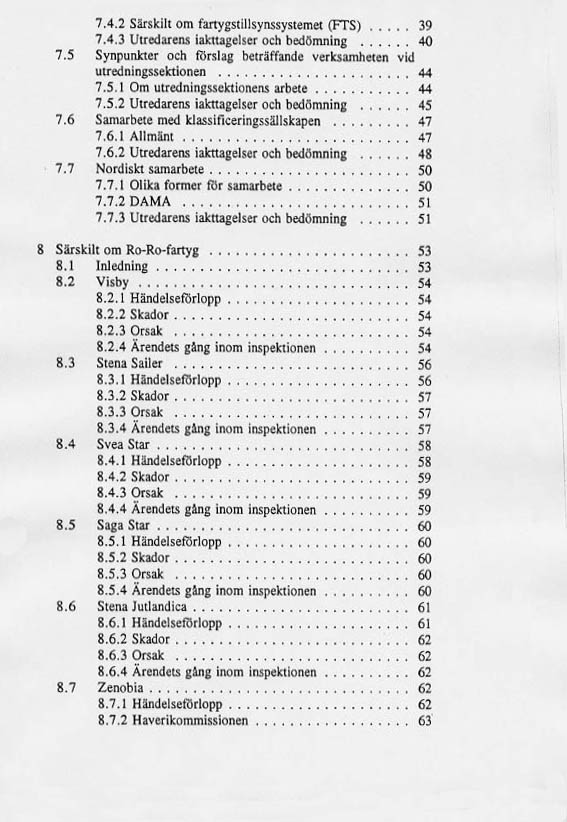 7.4.2 Särskilt om fartygstillsynssystemet (FTS) . . . . . 39
7.4.3 Utredarens iakttagelser och bedömning . . . . . . 40
7.5 Synpunkter och förslag beträffande verksamheten vid
utredningssektionen . . . . . . . . . . . . . . . . . . . . . . 44
7.5.1 Om utredningssektionens arbete . . . . . . . . . . . 44
7.5.2 Utredarens iakttagelser och bedömning . . . . . . 45
7.6 Samarbete med klassificeringssällskapen . . . . . . . . . 47
7.6.1 Allmänt . . . . . . . . . . . . . . . . . . . . . . . . . . 47
7.6.2 Utredarens iakttagelser och bedömning . . . . . . 48
7.7 Nordiskt samarbete . . . . . . . . . . . . . . . . . . . . . . . 50
7.7.1 Olika former för samarbete . . . . . . . . . . . . . . 50
7.7.2 DAMA . . . . . . . . . . . . . . . . . . . . . . . . . . 51
7.7.3 Utredarens iakttagelser och bedömning . . . . . . 51
8 Särskilt om Ro-Ro-fartyg . . . . . . . . . . . . . . . . . . . . . . . 53
8.1 Inledning . . . . . . . . . . . . . . . . . . . . . . . . . . . . . 53
8.2 Visby . . . . . . . . . . . . . . . . . . . . . . . . . . . . . . . 54
8.2.1 Händelseförlopp . . . . . . . . . . . . . . . . . . . . . 54
8.2.2 Skador . . . . . . . . . . . . . . . . . . . . . . . . . . . 54
8.2.3 Orsak . . . . . . . . . . . . . . . . . . . . . . . . . . . 54
8.2.4 Ärendets gång inom inspektionen . . . . . . . . . . 54
8.3 Stena Sailer . . . . . . . . . . . . . . . . . . . . . . . . . . . 56
8.3.1 Händelseförlopp . . . . . . . . . . . . . . . . . . . . . 56
8.3.2 Skador . . . . . . . . . . . . . . . . . . . . . . . . . . . 57
8.3.3 Orsak . . . . . . . . . . . . . . . . . . . . . . . . . . . 57
8.3.4 Ärendets gång inom inspektionen . . . . . . . . . . 57
8.4 Svea Star . . . . . . . . . . . . . . . . . . . . . . . . . . . . . 58
8.4.1 Händelseförlopp . . . . . . . . . . . . . . . . . . . . . 58
8.4.2 Skador . . . . . . . . . . . . . . . . . . . . . . . . . . . 59
8.4.3 Orsak . . . . . . . . . . . . . . . . . . . . . . . . . . . 59
8.4.4 Ärendets gång inom inspektionen . . . . . . . . . . 59
8.5 Saga Star . . . . . . . . . . . . . . . . . . . . . . . . . . . . . 60
8.5.1 Händelseförlopp . . . . . . . . . . . . . . . . . . . . . 60
8.5.2 Skador . . . . . . . . . . . . . . . . . . . . . . . . . . . 60
8.5.3 Orsak . . . . . . . . . . . . . . . . . . . . . . . . . . . 60
8.5.4 Ärendets gång inom inspektionen . . . . . . . . . . 60
8.6 Stena Jutlandica . . . . . . . . . . . . . . . . . . . . . . . . . 61
8.6.1 Händelseförlopp . . . . . . . . . . . . . . . . . . . . . 61
8.6.2 Skador . . . . . . . . . . . . . . . . . . . . . . . . . . . 62
8.6.3 Orsak . . . . . . . . . . . . . . . . . . . . . . . . . . . 62
8.6.4 Ärendets gång inom inspektionen . . . . . . . . . . 62
8.7 Zenobia . . . . . . . . . . . . . . . . . . . . . . . . . . . . . . 62
8.7.1 Händelseförlopp . . . . . . . . . . . . . . . . . . . . . 62
8.7.2 Haverikommissionen . . . . . . . . . . . . . . . . . . 63